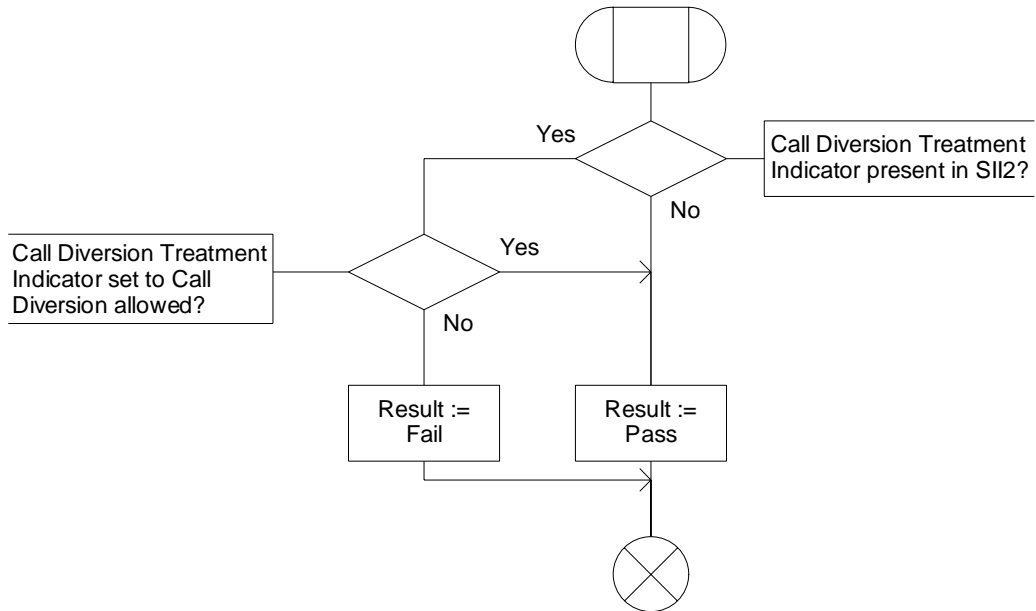 Yes
Call Diversion Treatment
Indicator present in SII2?
No
Call Diversion Treatment
Indicator set to Call
Diversion allowed?
Yes
No
Result :=
Fail
Result :=
Pass